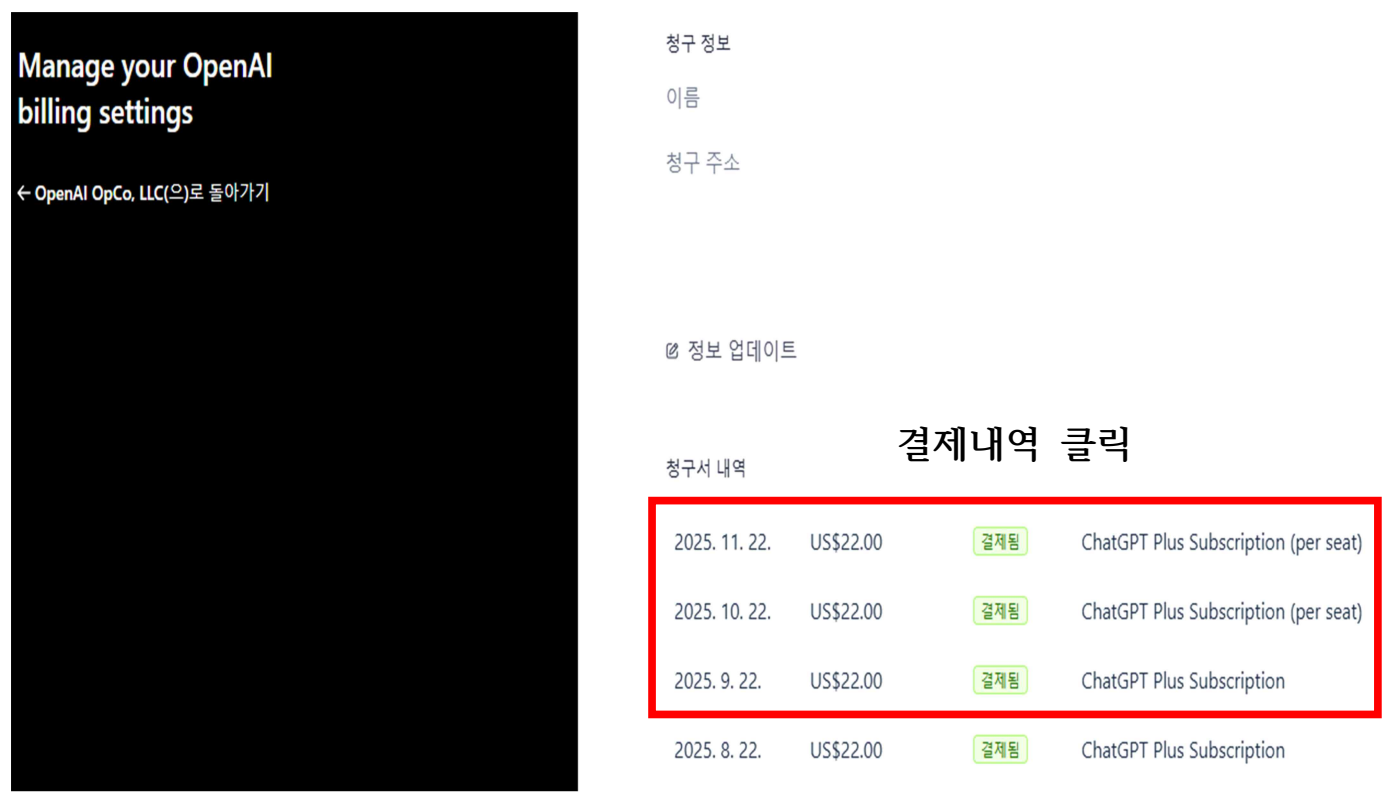 Manage your OpenAI
billing settings
← OpenAI OpCo, LLC(으)로 돌아가기
청구 정보
이름
청구 주소
정보 업데이트
결제내역 클릭
청구서 내역
2025. 11. 22. US$22.00 결제됨 ChatGPT Plus Subscription (per seat)
2025. 10. 22. US$22.00 결제됨 ChatGPT Plus Subscription (per seat)
2025. 9. 22. US$22.00 결제됨 ChatGPT Plus Subscription
2025. 8. 22. US$22.00 결제됨 ChatGPT Plus Subscription